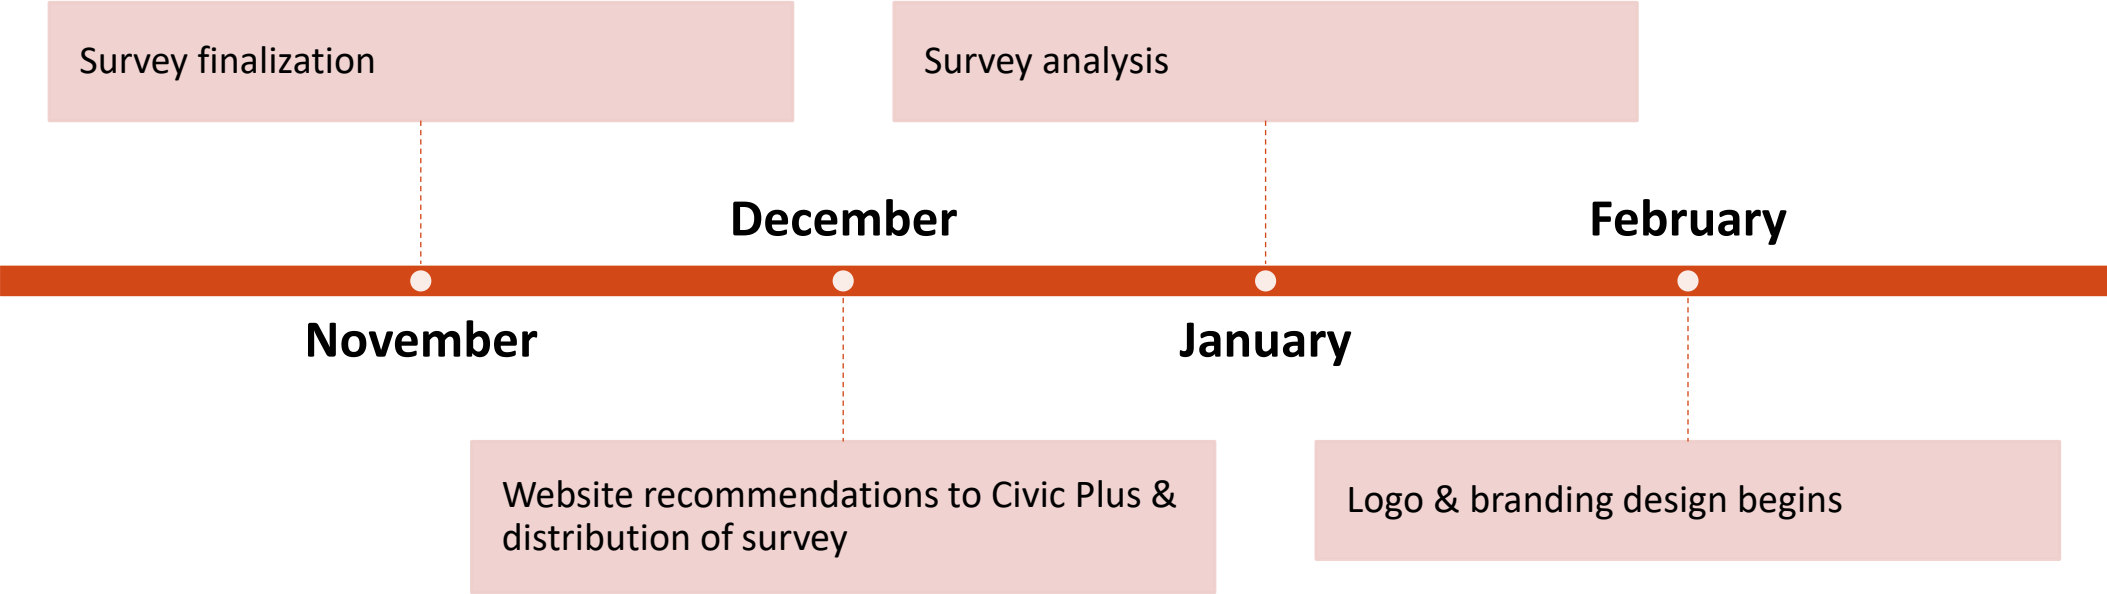 Survey finalization
Survey analysis
December
February
November
January
Website recommendations to Civic Plus &
distribution of survey
Logo & branding design begins